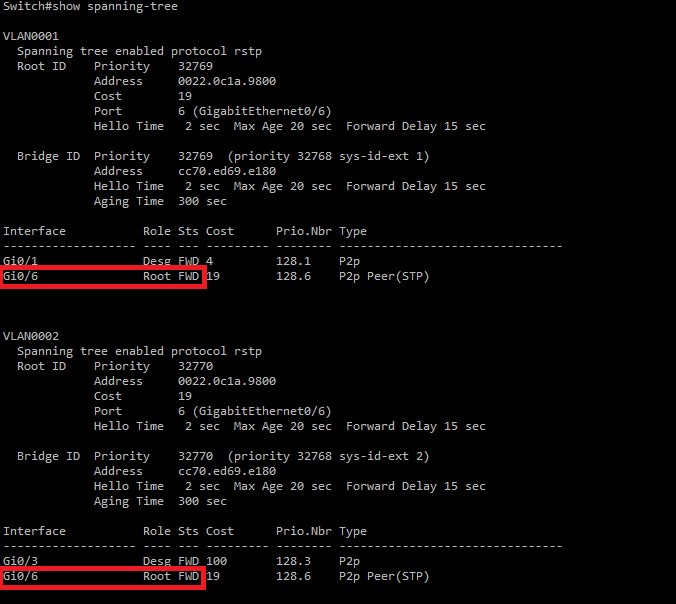 Switch#show spanning-tree
VLAN0001
Spanning tree enabled protocol rstp
Root ID Priority 32769
Address 0022.0c1a.9800
Cost 19
Port 6 (GigabitEthernet0/6)
Hello Time 2 sec Max Age 20 sec Forward Delay 15 sec
Bridge ID Priority 32769 (priority 32768 sys-id-ext 1)
Address cc70.ed69.e180
Hello Time 2 sec Max Age 20 sec Forward Delay 15 sec
Aging Time 300 sec
Interface Role Sts Cost Prio.Nbr Type
------------------- ---- --- --------- -------- --------------------------------
Gi0/1 Desg FWD 4 128.1 P2p
Gi0/6 Root FWD 19 128.6 P2p Peer(STP)
VLAN0002
Spanning tree enabled protocol rstp
Root ID Priority 32770
Address 0022.0c1a.9800
Cost 19
Port 6 (GigabitEthernet0/6)
Hello Time 2 sec Max Age 20 sec Forward Delay 15 sec
Bridge ID Priority 32770 (priority 32768 sys-id-ext 2)
Address cc70.ed69.e180
Hello Time 2 sec Max Age 20 sec Forward Delay 15 sec
Aging Time 300 sec
Interface Role Sts Cost Prio.Nbr Type
------------------- ---- --- --------- -------- --------------------------------
Gi0/3 Desg FWD 100 128.3 P2p
Gi0/6 Root FWD 19 128.6 P2p Peer(STP)